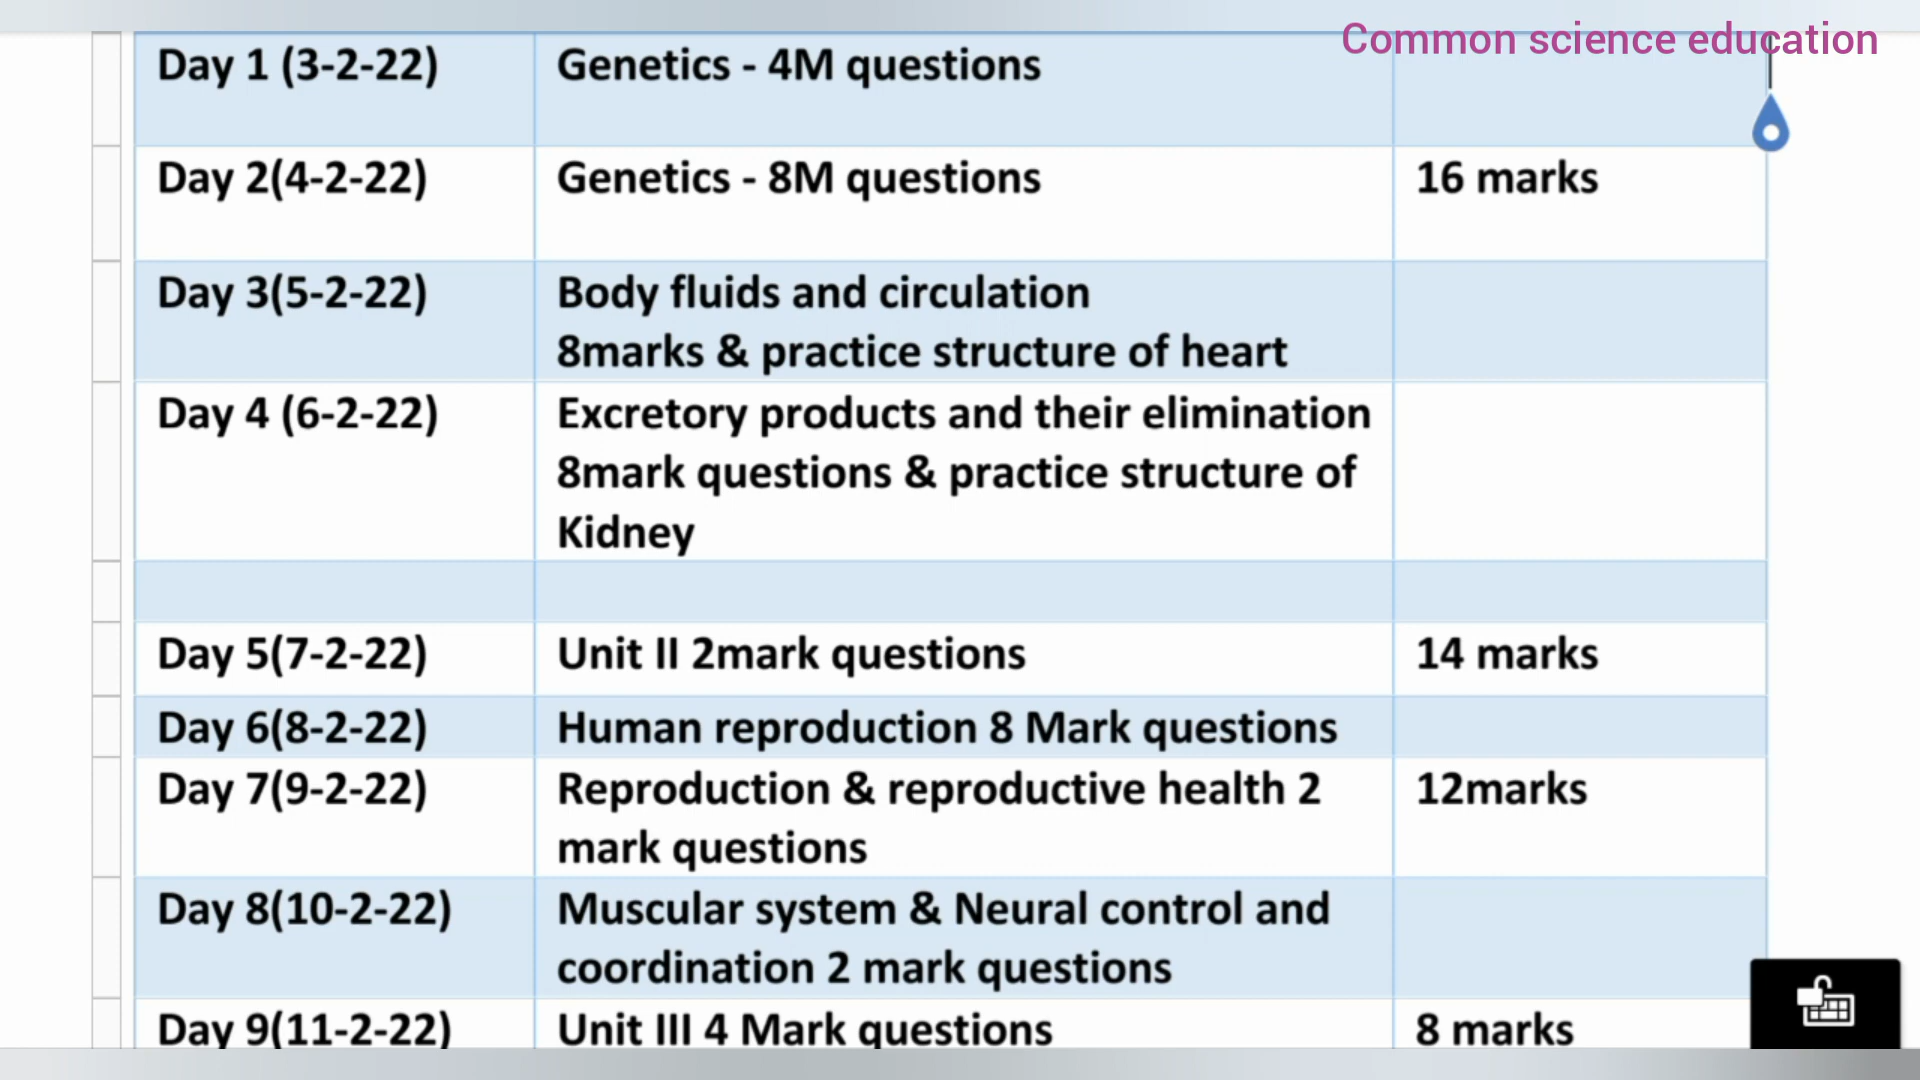 Common science education
Day 1 (3-2-22) Genetics - 4M questions
Day 2(4-2-22) Genetics - 8M questions 16 marks
Day 3(5-2-22) Body fluids and circulation
8marks & practice structure of heart
Day 4 (6-2-22) Excretory products and their elimination
8mark questions & practice structure of
Kidney
Day 5(7-2-22) Unit II 2mark questions 14 marks
Day 6(8-2-22) Human reproduction 8 Mark questions
Day 7(9-2-22) Reproduction & reproductive health 2 12marks
mark questions
Day 8(10-2-22) Muscular system & Neural control and
coordination 2 mark questions
Day 9(11-2-22) Unit III 4 Mark questions 8 marks